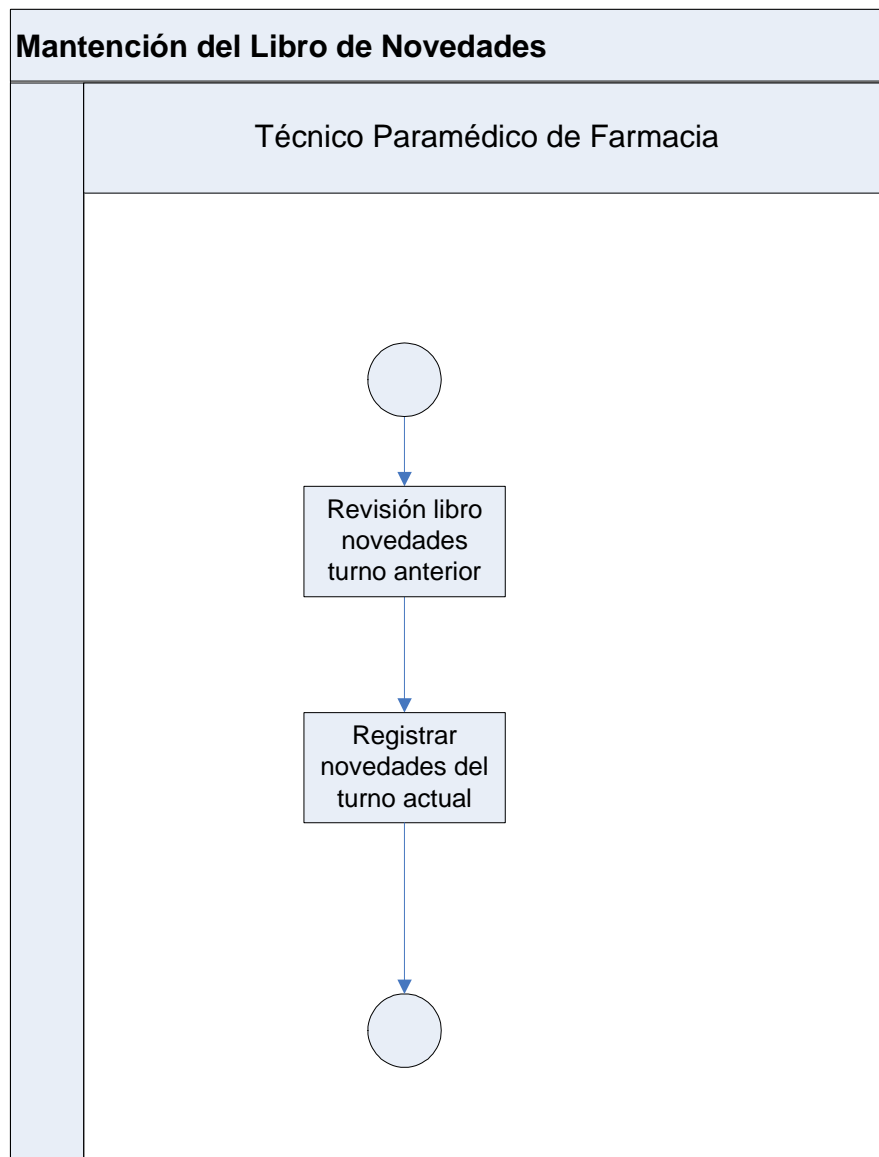 Mantención del Libro de Novedades
Técnico Paramédico de Farmacia
Revisión libro
novedades
turno anterior
Registrar
novedades del
turno actual